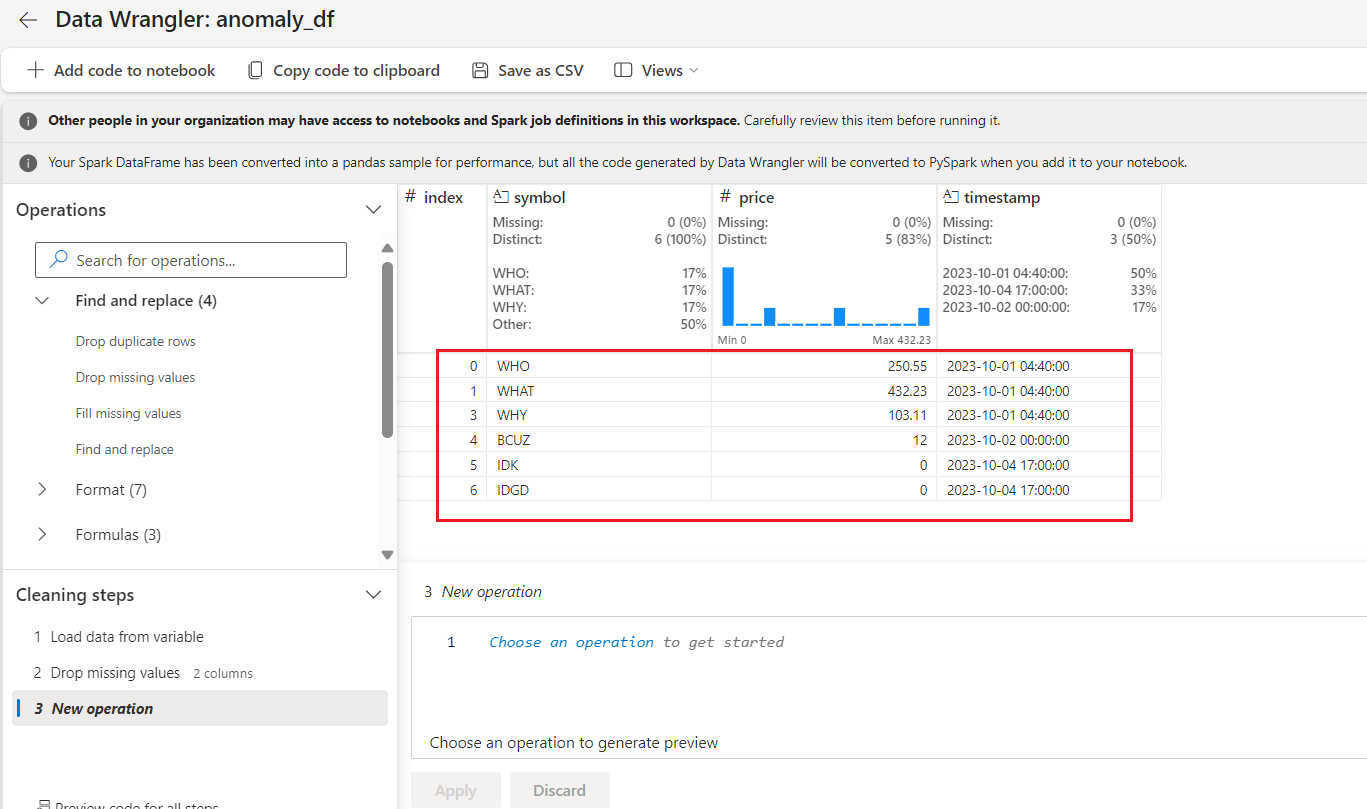 Data Wrangler: anomaly_df
Add code to notebook Copy code to clipboard Save as CSV Views
Other people in your organization may have access to notebooks and Spark job definitions in this workspace. Carefully review this item before running it.
Your Spark DataFrame has been converted into a pandas sample for performance, but all the code generated by Data Wrangler will be converted to PySpark when you add it to your notebook.
Operations
Search for operations...
Find and replace (4)
Drop duplicate rows
Drop missing values
Fill missing values
Find and replace
Format (7)
Formulas (3)
Cleaning steps
1 Load data from variable
2 Drop missing values 2 columns
3 New operation
Preview code for all steps
# index A symbol # price A timestamp
Missing: 0 (0%) Missing: 0 (0%) Missing: 0 (0%)
Distinct: 6 (100%) Distinct: 5 (83%) Distinct: 3 (50%)
WHO: 17% 2023-10-01 04:40:00: 50%
WHAT: 17% 2023-10-04 17:00:00: 33%
WHY: 17% 2023-10-02 00:00:00: 17%
Other: 50%
Min 0 Max 432.23
0 WHO 250.55 2023-10-01 04:40:00
1 WHAT 432.23 2023-10-01 04:40:00
3 WHY 103.11 2023-10-01 04:40:00
4 BCUZ 12 2023-10-02 00:00:00
5 IDK 0 2023-10-04 17:00:00
6 IDGD 0 2023-10-04 17:00:00
3 New operation
1 Choose an operation to get started
Choose an operation to generate preview
Apply Discard